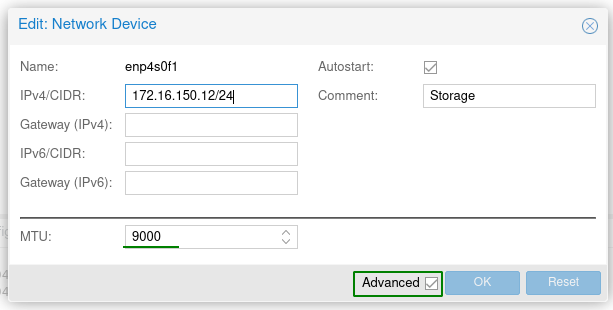 Edit: Network Device
Name: enp4s0f1 Autostart:
IPv4/CIDR: 172.16.150.12/24 Comment: Storage
Gateway (IPv4):
IPv6/CIDR:
Gateway (IPv6):
MTU: 9000
Advanced OK Reset